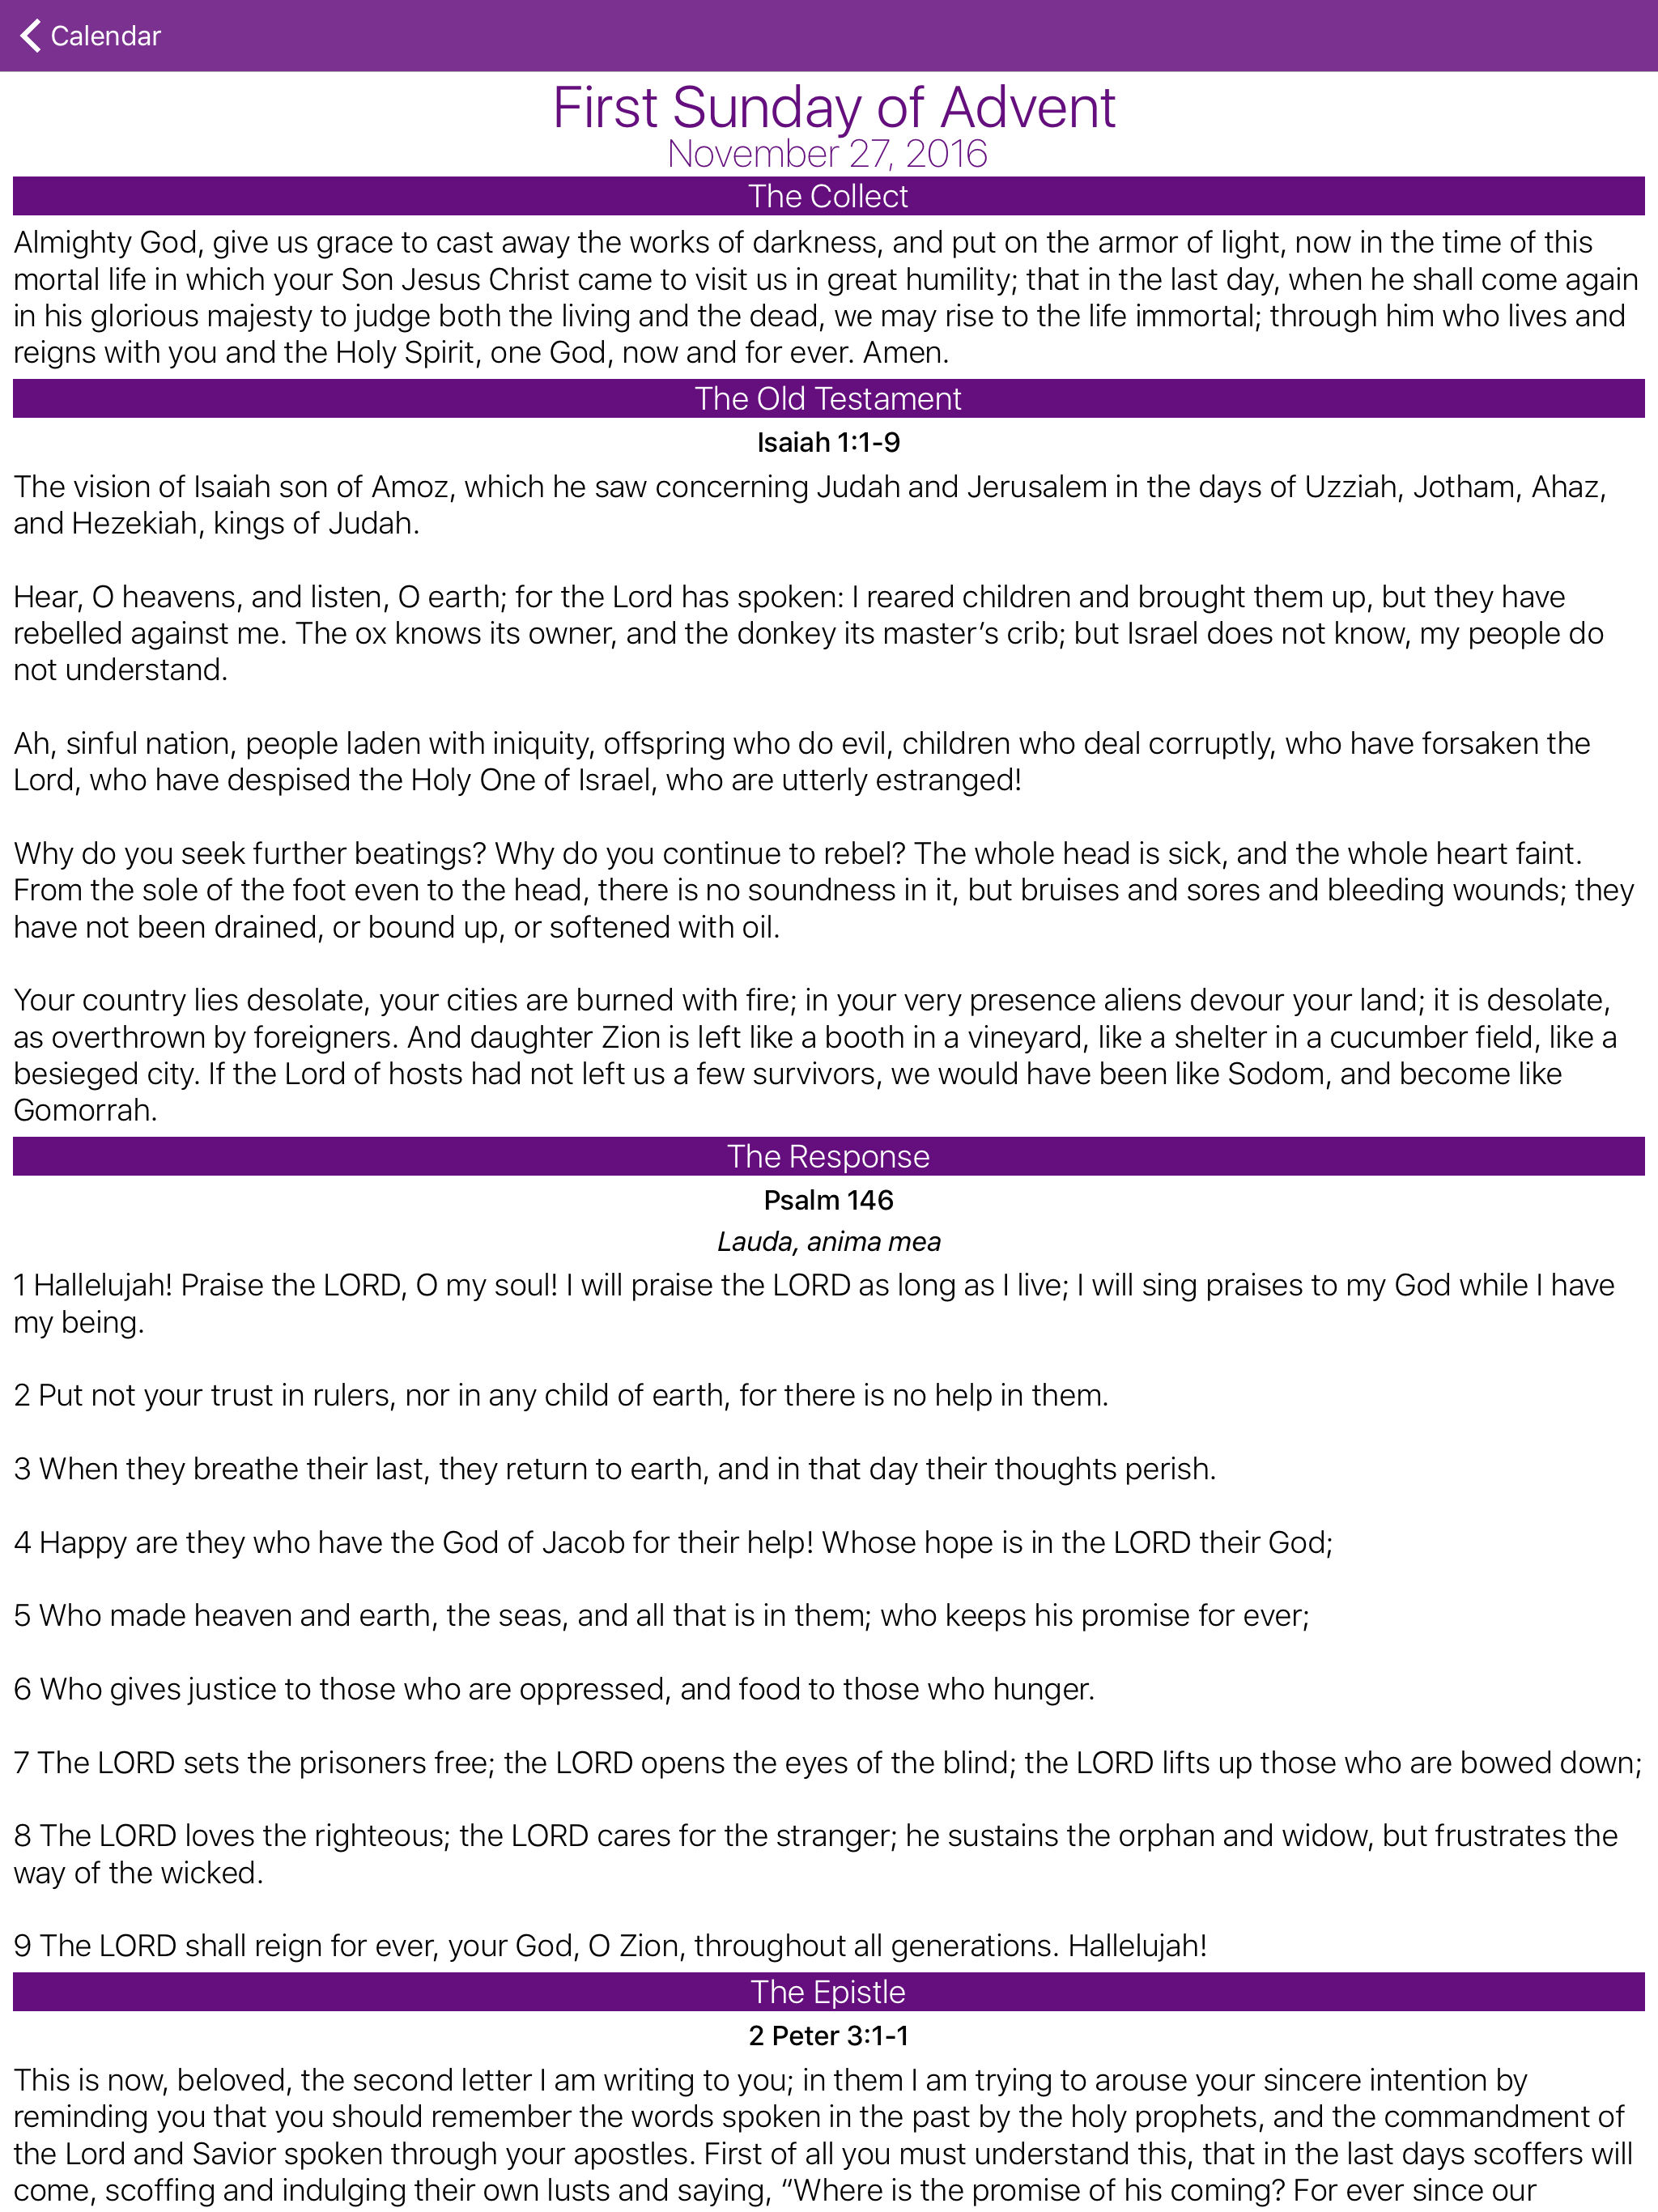 Calendar
First Sunday of Advent
November 27, 2016
The Collect
Almighty God, give us grace to cast away the works of darkness, and put on the armor of light, now in the time of this
mortal life in which your Son Jesus Christ came to visit us in great humility; that in the last day, when he shall come again
in his glorious majesty to judge both the living and the dead, we may rise to the life immortal; through him who lives and
reigns with you and the Holy Spirit, one God, now and for ever. Amen.
The Old Testament
Isaiah 1:1-9
The vision of Isaiah son of Amoz, which he saw concerning Judah and Jerusalem in the days of Uzziah, Jotham, Ahaz,
and Hezekiah, kings of Judah.
Hear, O heavens, and listen, O earth; for the Lord has spoken: I reared children and brought them up, but they have
rebelled against me. The ox knows its owner, and the donkey its master’s crib; but Israel does not know, my people do
not understand.
Ah, sinful nation, people laden with iniquity, offspring who do evil, children who deal corruptly, who have forsaken the
Lord, who have despised the Holy One of Israel, who are utterly estranged!
Why do you seek further beatings? Why do you continue to rebel? The whole head is sick, and the whole heart faint.
From the sole of the foot even to the head, there is no soundness in it, but bruises and sores and bleeding wounds; they
have not been drained, or bound up, or softened with oil.
Your country lies desolate, your cities are burned with fire; in your very presence aliens devour your land; it is desolate,
as overthrown by foreigners. And daughter Zion is left like a booth in a vineyard, like a shelter in a cucumber field, like a
besieged city. If the Lord of hosts had not left us a few survivors, we would have been like Sodom, and become like
Gomorrah.
The Response
Psalm 146
Lauda, anima mea
1 Hallelujah! Praise the LORD, O my soul! I will praise the LORD as long as I live; I will sing praises to my God while I have
my being.
2 Put not your trust in rulers, nor in any child of earth, for there is no help in them.
3 When they breathe their last, they return to earth, and in that day their thoughts perish.
4 Happy are they who have the God of Jacob for their help! Whose hope is in the LORD their God;
5 Who made heaven and earth, the seas, and all that is in them; who keeps his promise for ever;
6 Who gives justice to those who are oppressed, and food to those who hunger.
7 The LORD sets the prisoners free; the LORD opens the eyes of the blind; the LORD lifts up those who are bowed down;
8 The LORD loves the righteous; the LORD cares for the stranger; he sustains the orphan and widow, but frustrates the
way of the wicked.
9 The LORD shall reign for ever, your God, O Zion, throughout all generations. Hallelujah!
The Epistle
2 Peter 3:1-1
This is now, beloved, the second letter I am writing to you; in them I am trying to arouse your sincere intention by
reminding you that you should remember the words spoken in the past by the holy prophets, and the commandment of
the Lord and Savior spoken through your apostles. First of all you must understand this, that in the last days scoffers will
come, scoffing and indulging their own lusts and saying, “Where is the promise of his coming? For ever since our